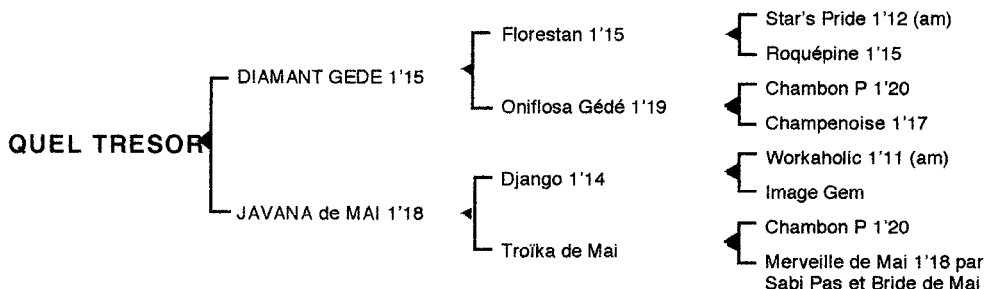 Star's Pride 1'12 (am)
Florestan 1'15
Roquépine 1'15
DIAMANT GEDE 1'15
Chambon P 1'20
Oniflosa Gédé 1'19
Champenoise 1'17
QUEL TRESOR
Workaholic 1'11 (am)
Django 1'14
Image Gem
JAVANA de MAI 1'18
Chambon P 1'20
Troïka de Mai
Merveille de Mai 1'18 par
Sabi Pas et Bride de Mai